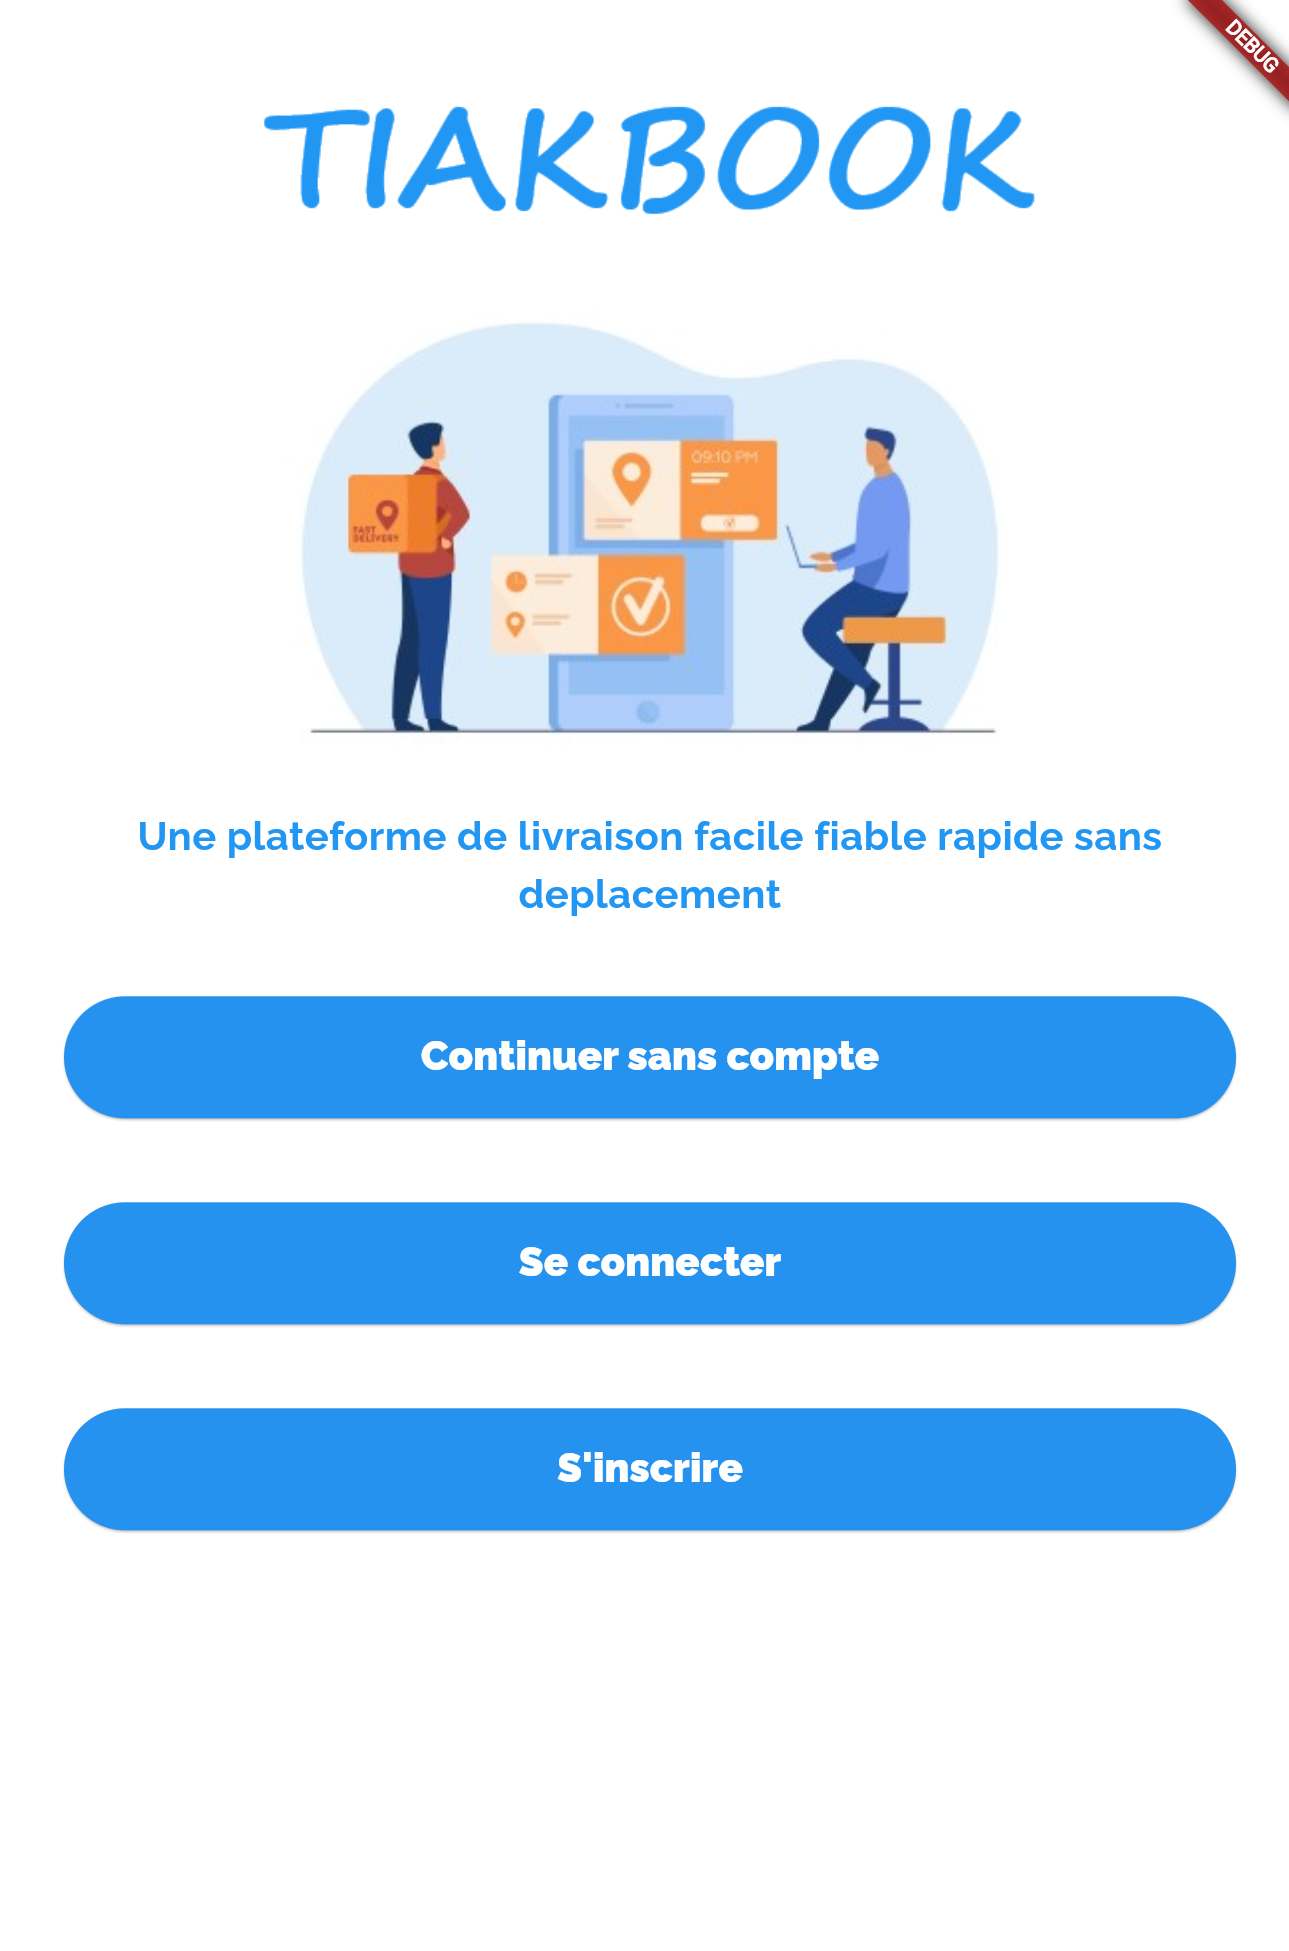 DEBUG
TIAKBOOK
09:10 PM
FAST
DELIVERY
Une plateforme de livraison facile fiable rapide sans
deplacement
Continuer sans compte
Se connecter
S'inscrire